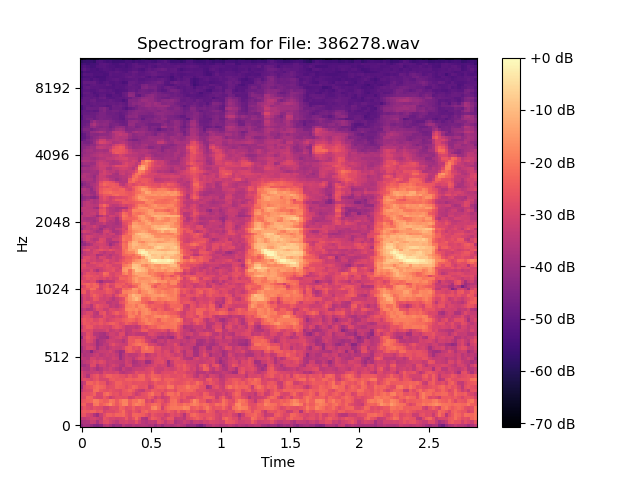 Spectrogram for File: 386278.wav
+0 dB
8192
-10 dB
4096
-20 dB
2048
-30 dB
Hz
-40 dB
1024
-50 dB
512
-60 dB
0
-70 dB
0 0.5 1 1.5 2 2.5
Time